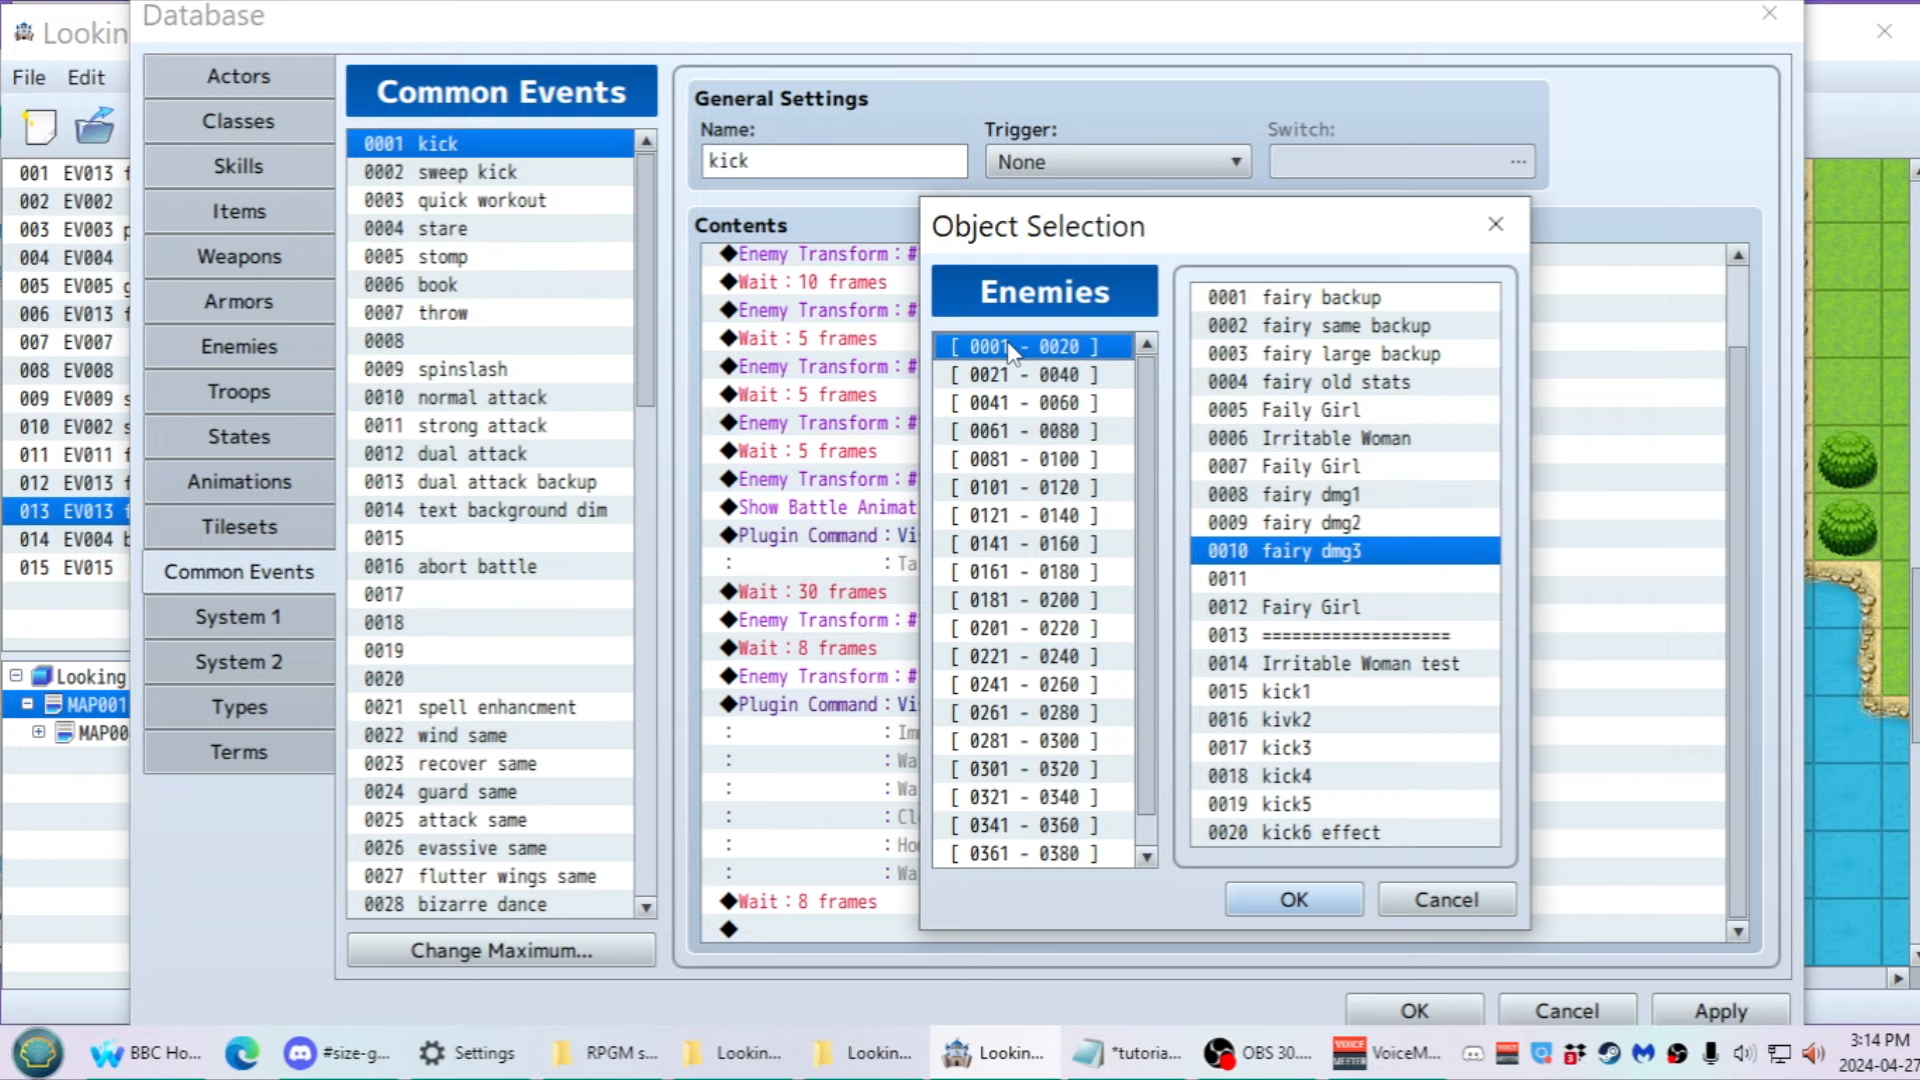 Database
Lookin
File Edit
001 EV013 f
002 EV002
003 EV003 p
004 EV004
005 EV005 g
006 EV013 f
007 EV007
008 EV008
009 EV009 s
010 EV002 s
011 EV011 f
012 EV013 f
013 EV013 f
014 EV004 b
015 EV015
Looking
MAP001
MAP00
Actors
Classes
Skills
Items
Weapons
Armors
Enemies
Troops
States
Animations
Tilesets
Common Events
System 1
System 2
Types
Terms
Common Events
0001 kick
0002 sweep kick
0003 quick workout
0004 stare
0005 stomp
0006 book
0007 throw
0008
0009 spinslash
0010 normal attack
0011 strong attack
0012 dual attack
0013 dual attack backup
0014 text background dim
0015
0016 abort battle
0017
0018
0019
0020
0021 spell enhancment
0022 wind same
0023 recover same
0024 guard same
0025 attack same
0026 evassive same
0027 flutter wings same
0028 bizarre dance
Change Maximum...
General Settings
Name: Trigger: Switch:
kick None ...
Contents
◆Enemy Transform：#
◆Wait：10 frames
◆Enemy Transform：#
◆Wait：5 frames
◆Enemy Transform：#
◆Wait：5 frames
◆Enemy Transform：#
◆Wait：5 frames
◆Enemy Transform：#
◆Show Battle Animat
◆Plugin Command：Vi
： ：Ta
◆Wait：30 frames
◆Enemy Transform：#
◆Wait：8 frames
◆Enemy Transform：#
◆Plugin Command：Vi
： ：Im
： ：Wa
： ：Wa
： ：Cl
： ：Ho
： ：Wa
◆Wait：8 frames
◆
Object Selection
Enemies
[ 0001 - 0020 ]
[ 0021 - 0040 ]
[ 0041 - 0060 ]
[ 0061 - 0080 ]
[ 0081 - 0100 ]
[ 0101 - 0120 ]
[ 0121 - 0140 ]
[ 0141 - 0160 ]
[ 0161 - 0180 ]
[ 0181 - 0200 ]
[ 0201 - 0220 ]
[ 0221 - 0240 ]
[ 0241 - 0260 ]
[ 0261 - 0280 ]
[ 0281 - 0300 ]
[ 0301 - 0320 ]
[ 0321 - 0340 ]
[ 0341 - 0360 ]
[ 0361 - 0380 ]
0001 fairy backup
0002 fairy same backup
0003 fairy large backup
0004 fairy old stats
0005 Faily Girl
0006 Irritable Woman
0007 Faily Girl
0008 fairy dmg1
0009 fairy dmg2
0010 fairy dmg3
0011
0012 Fairy Girl
0013 ===================
0014 Irritable Woman test
0015 kick1
0016 kivk2
0017 kick3
0018 kick4
0019 kick5
0020 kick6 effect
OK Cancel
OK Cancel Apply
BBC Ho... #size-g... Settings RPGM s... Lookin... Lookin... Lookin... *tutoria... OBS 30.... VoiceM...
3:14 PM
2024-04-27